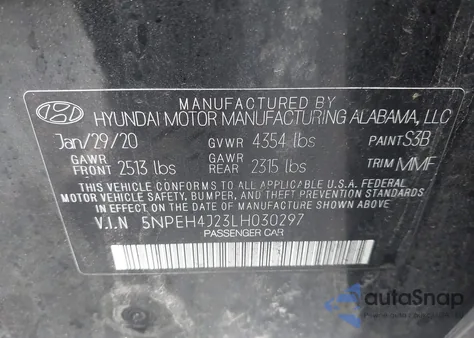 MANUFACTURED BY
HYUNDAI MOTOR MANUFACTURING ALABAMA, LLC
Jan/29/20 GVWR 4354 lbs PAINT S3B
GAWR FRONT 2513 lbs GAWR REAR 2315 lbs TRIM MMF
THIS VEHICLE CONFORMS TO ALL APPLICABLE U.S FEDERAL
MOTOR VEHICLE SAFETY, BUMPER, AND THEFT PREVENTION STANDARDS
IN EFFECT ON THE DATE OF MANUFACTURE SHOWN ABOVE.
V.I.N 5NPEH4J23LH030297
PASSENGER CAR
autaSnap